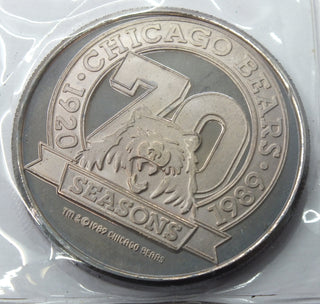 1920 · CHICAGO BEARS · 1989
70
SEASONS
TM & © 1989 CHICAGO BEARS